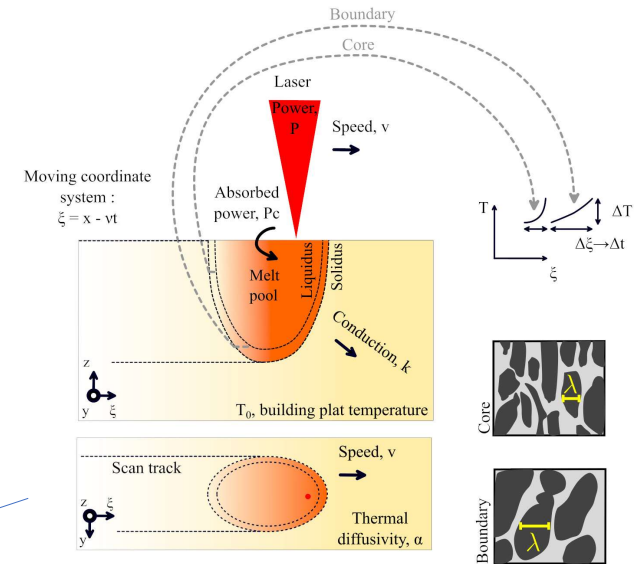 Boundary
Core
Laser
Power,
P
Speed, v
Moving coordinate
system :
ξ = x - vt
Absorbed
power, Pc
T
ΔT
Δξ→Δt
ξ
Melt
pool
Liquidus
Solidus
Conduction, k
z
y
ξ
T₀, building plat temperature
Core
λ
Scan track
Speed, v
z
ξ
y
Thermal
diffusivity, α
Boundary
λ